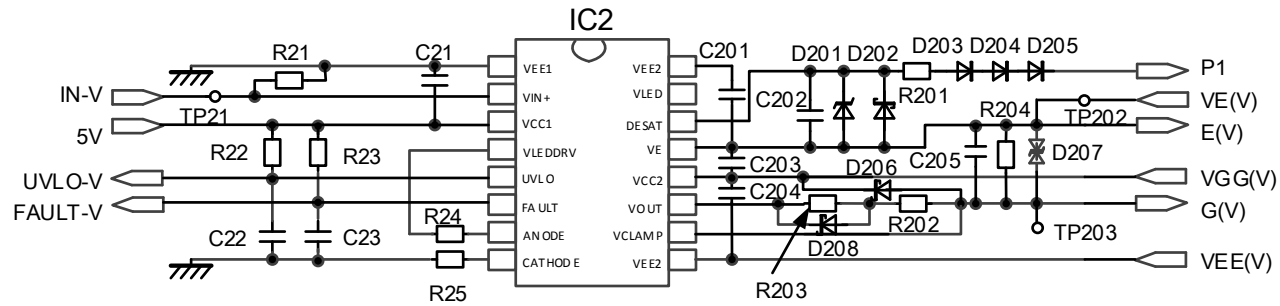 IC2
R21
C21
IN-V
TP21
5V
R22
R23
UVLO-V
FAULT-V
C22
C23
R24
R25
VEE1
VIN+
VCC1
VLEDDRV
UVLO
FAULT
ANODE
CATHODE
VEE2
VLED
DESAT
VE
VCC2
VOUT
VCLAMP
VEE2
C201
D201
D202
D203
D204
D205
C202
R201
R204
TP202
C203
D206
C205
D207
C204
R202
D208
R203
TP203
P1
VE(V)
E(V)
VGG(V)
G(V)
VEE(V)